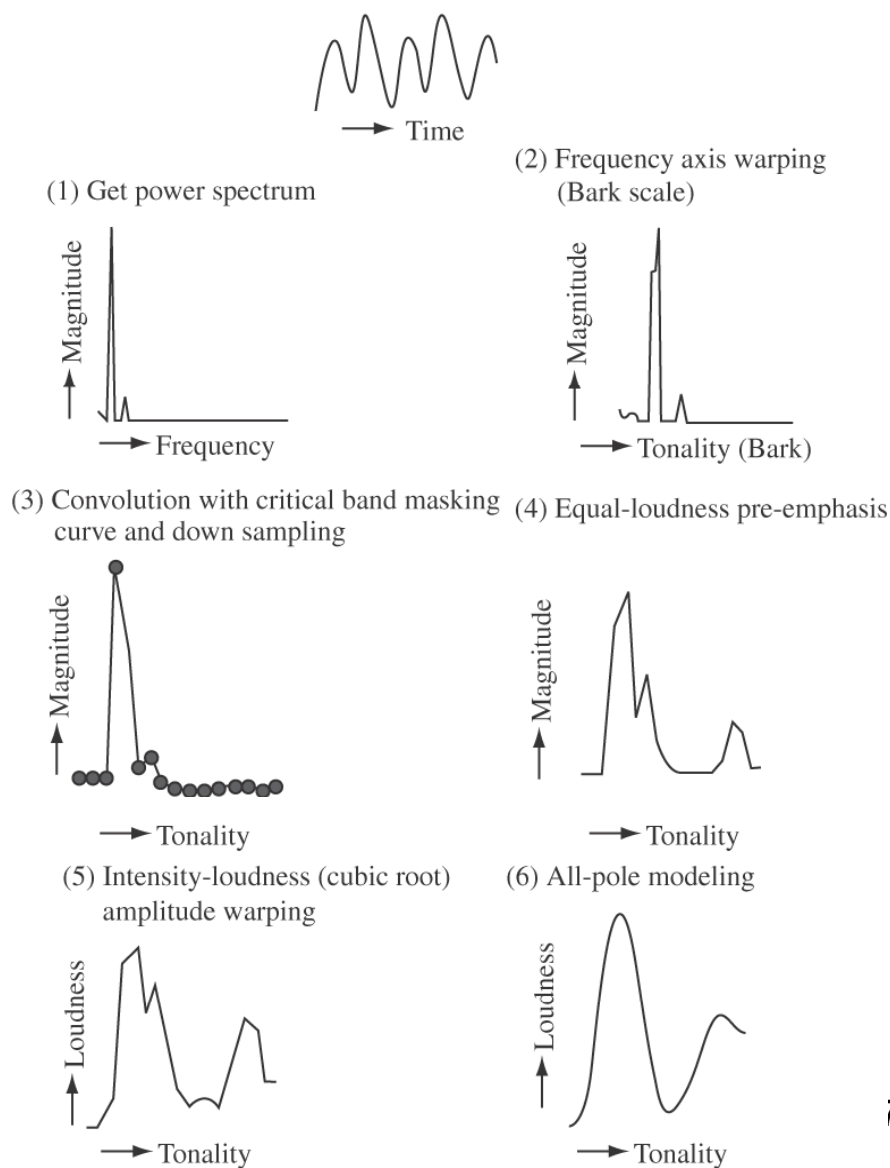 Time
(1) Get power spectrum
Magnitude
Frequency
(2) Frequency axis warping
(Bark scale)
Magnitude
Tonality (Bark)
(3) Convolution with critical band masking
curve and down sampling
Magnitude
Tonality
(4) Equal-loudness pre-emphasis
Magnitude
Tonality
(5) Intensity-loudness (cubic root)
amplitude warping
Loudness
Tonality
(6) All-pole modeling
Loudness
Tonality